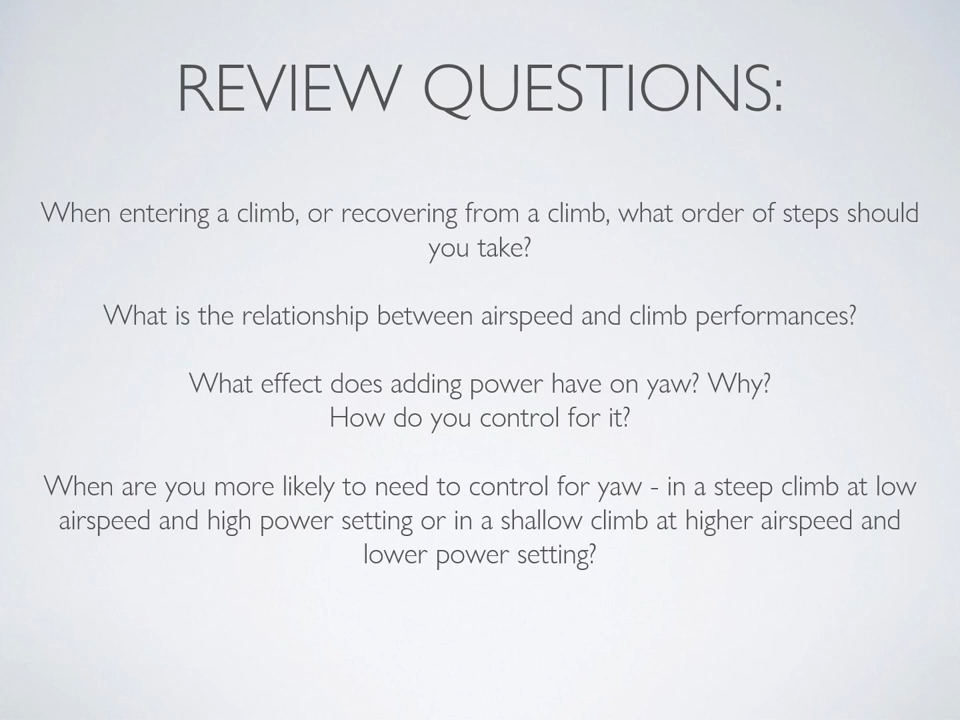 REVIEW QUESTIONS:
When entering a climb, or recovering from a climb, what order of steps should
you take?
What is the relationship between airspeed and climb performances?
What effect does adding power have on yaw? Why?
How do you control for it?
When are you more likely to need to control for yaw - in a steep climb at low
airspeed and high power setting or in a shallow climb at higher airspeed and
lower power setting?